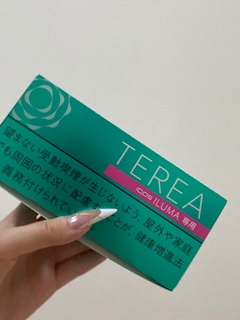 TEREA
IQOS ILUMA 専用
望まない受動喫煙が生じないよう、屋外や家庭
でも周囲の状況に配慮することが、健康増進法
義務付けられて